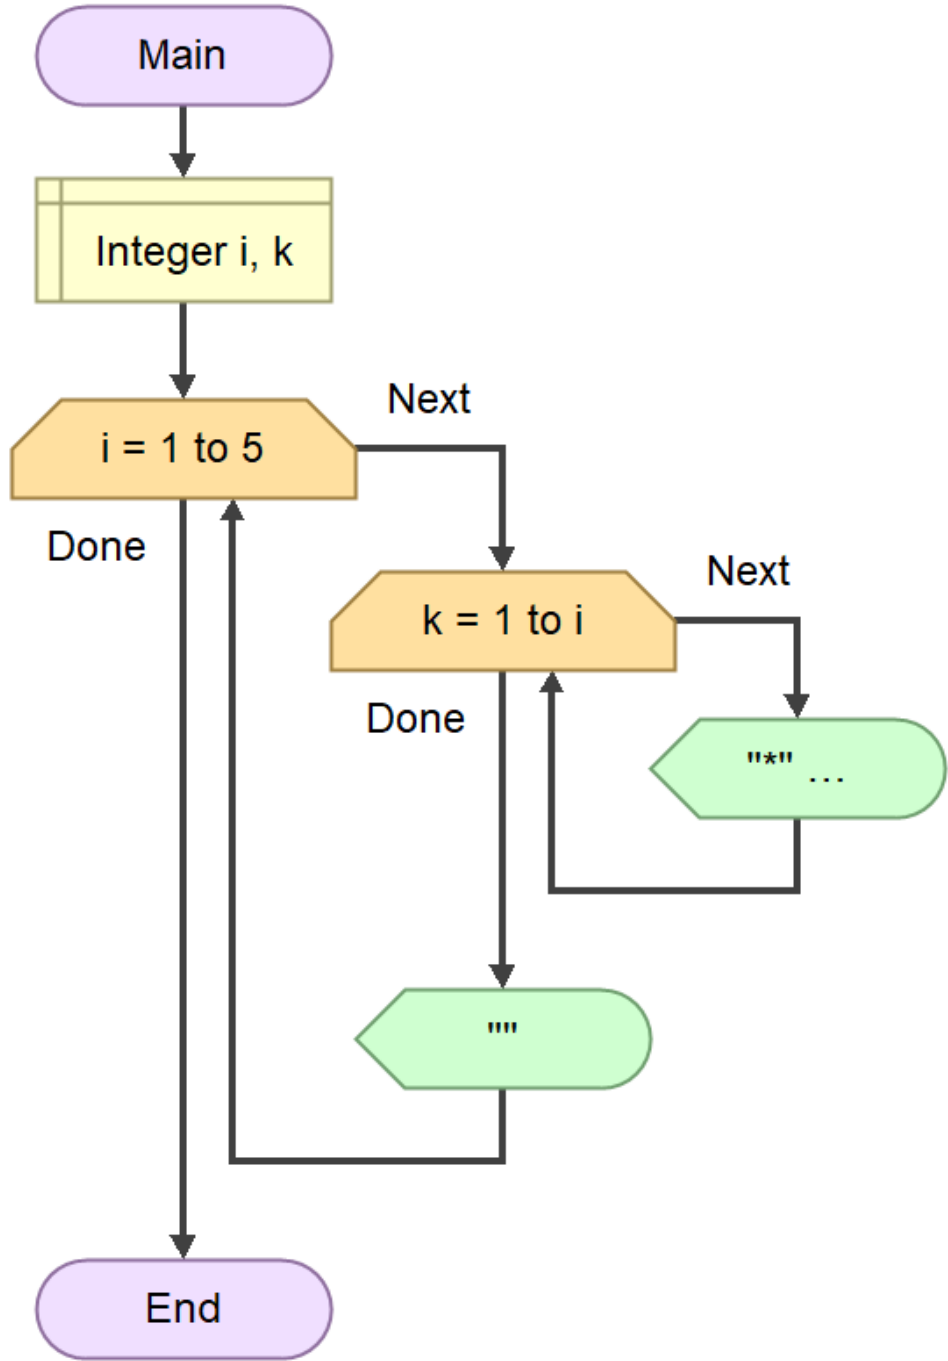 Main
Integer i, k
i = 1 to 5
Next
Done
k = 1 to i
Next
Done
"*" ...
""
End